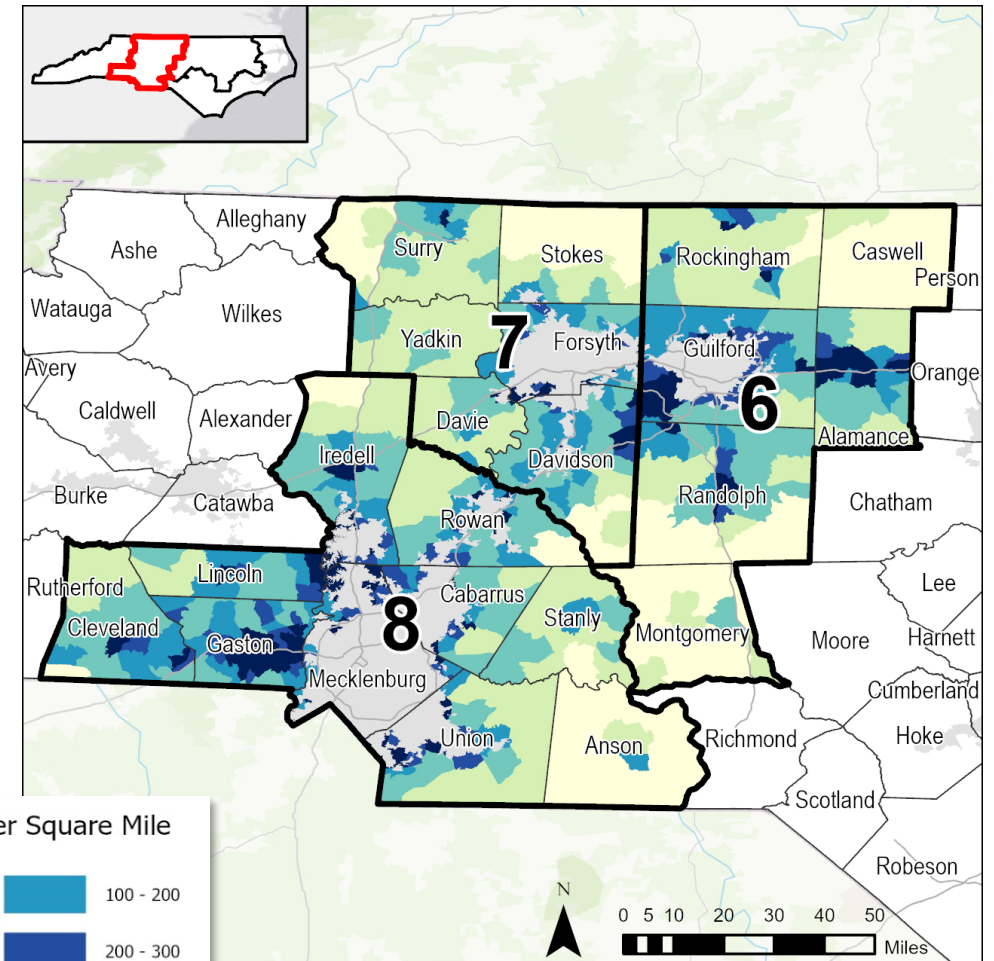 Alleghany
Ashe
Surry
Stokes
Rockingham
Caswell
Person
Watauga
Wilkes
Yadkin
7
Forsyth
Guilford
6
Orange
Avery
Caldwell
Alexander
Davie
Alamance
Iredell
Davidson
Burke
Catawba
Randolph
Chatham
Rowan
Rutherford
Lincoln
Cabarrus
Lee
Cleveland
Gaston
8
Stanly
Montgomery
Moore
Harnett
Mecklenburg
Cumberland
Union
Anson
Richmond
Hoke
Scotland
Robeson
er Square Mile
100 - 200
200 - 300
N
0 5 10 20 30 40 50
Miles